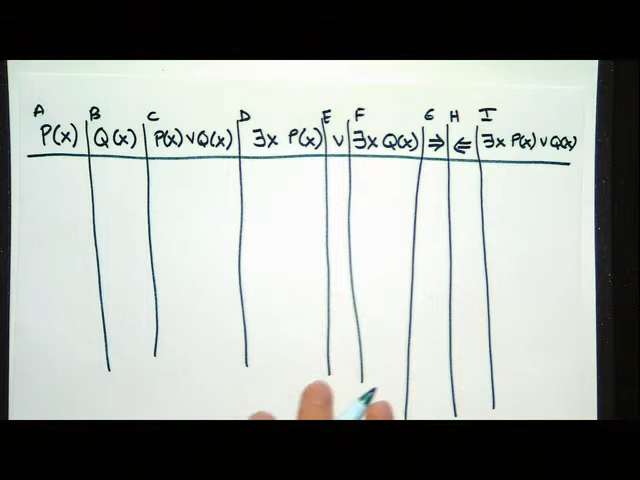 A B C D E F G H I
P(x) Q(x) P(x) ∨ Q(x) ∃x P(x) ∨ ∃x Q(x) ⇒ ⇐ ∃x P(x) ∨ Q(x)